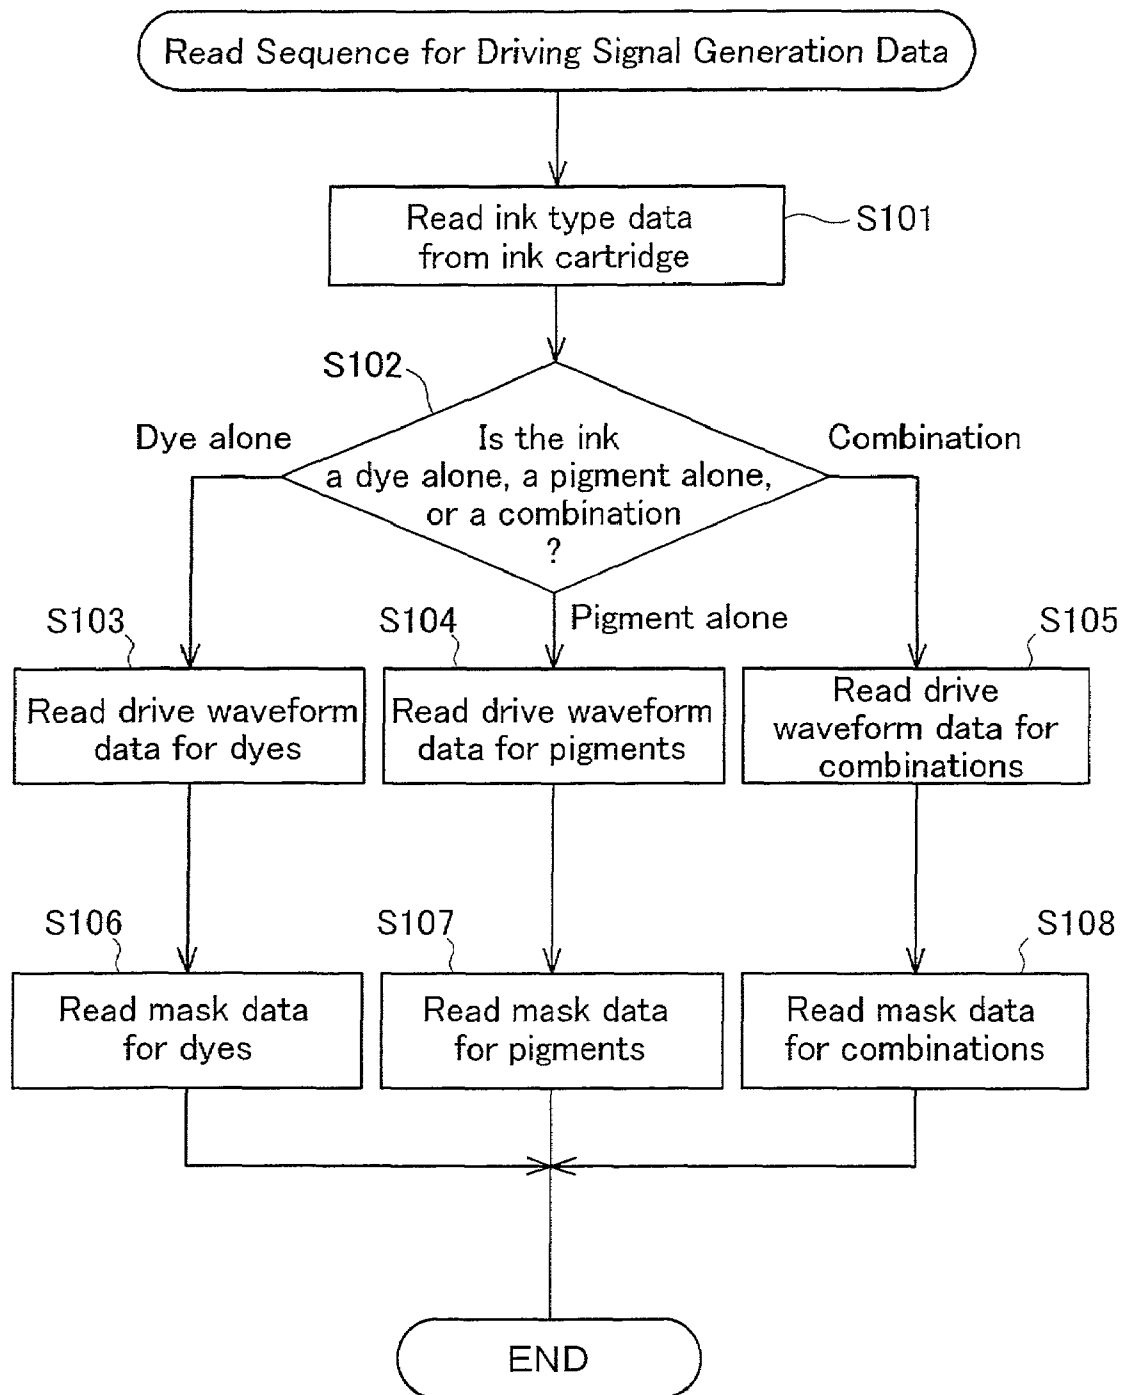 Read Sequence for Driving Signal Generation Data
Read ink type data
from ink cartridge
S101
S102
Dye alone
Is the ink
a dye alone, a pigment alone,
or a combination
?
Combination
Pigment alone
S103
S104
S105
Read drive waveform
data for dyes
Read drive waveform
data for pigments
Read drive
waveform data for
combinations
S106
S107
S108
Read mask data
for dyes
Read mask data
for pigments
Read mask data
for combinations
END